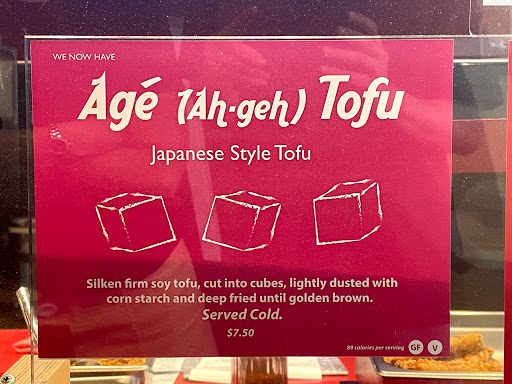 WE NOW HAVE
Agé (Ah-geh) Tofu
Japanese Style Tofu
Silken firm soy tofu, cut into cubes, lightly dusted with
corn starch and deep fried until golden brown.
Served Cold.
$7.50
88 calories per serving GF V